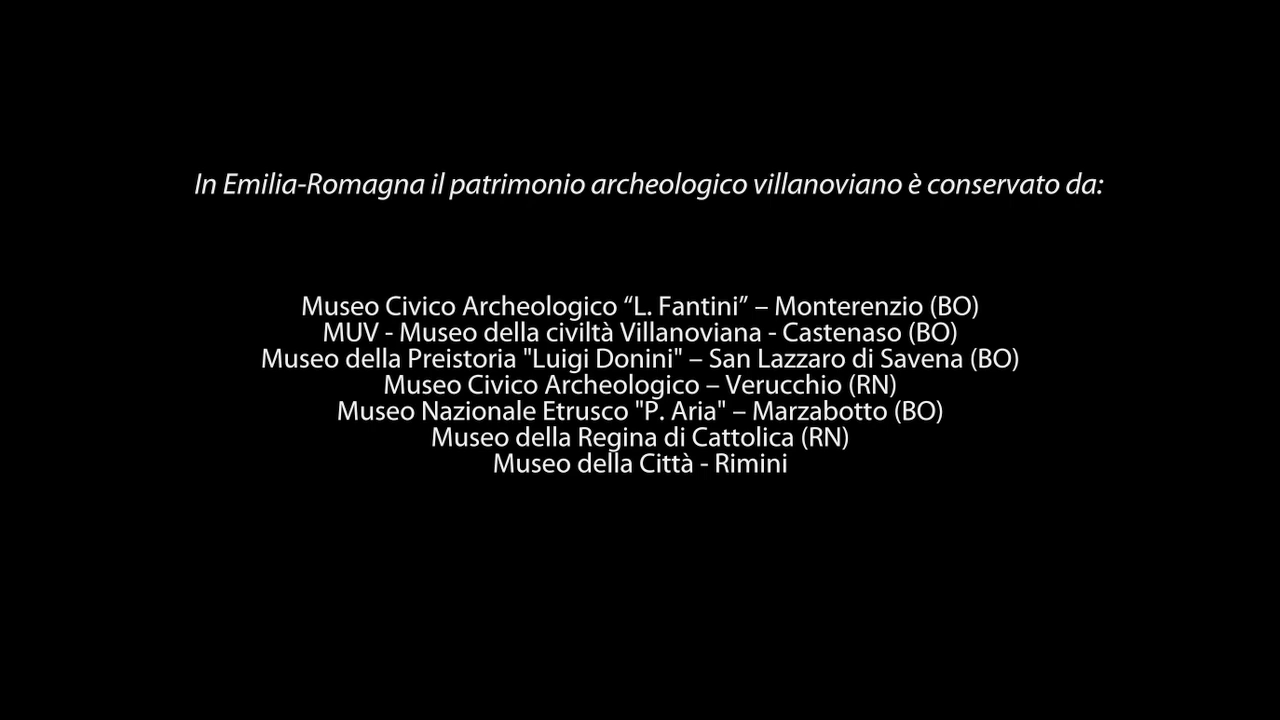 In Emilia-Romagna il patrimonio archeologico villanoviano è conservato da:
Museo Civico Archeologico “L. Fantini” – Monterenzio (BO)
MUV - Museo della civiltà Villanoviana - Castenaso (BO)
Museo della Preistoria "Luigi Donini" – San Lazzaro di Savena (BO)
Museo Civico Archeologico – Verucchio (RN)
Museo Nazionale Etrusco "P. Aria" – Marzabotto (BO)
Museo della Regina di Cattolica (RN)
Museo della Città - Rimini